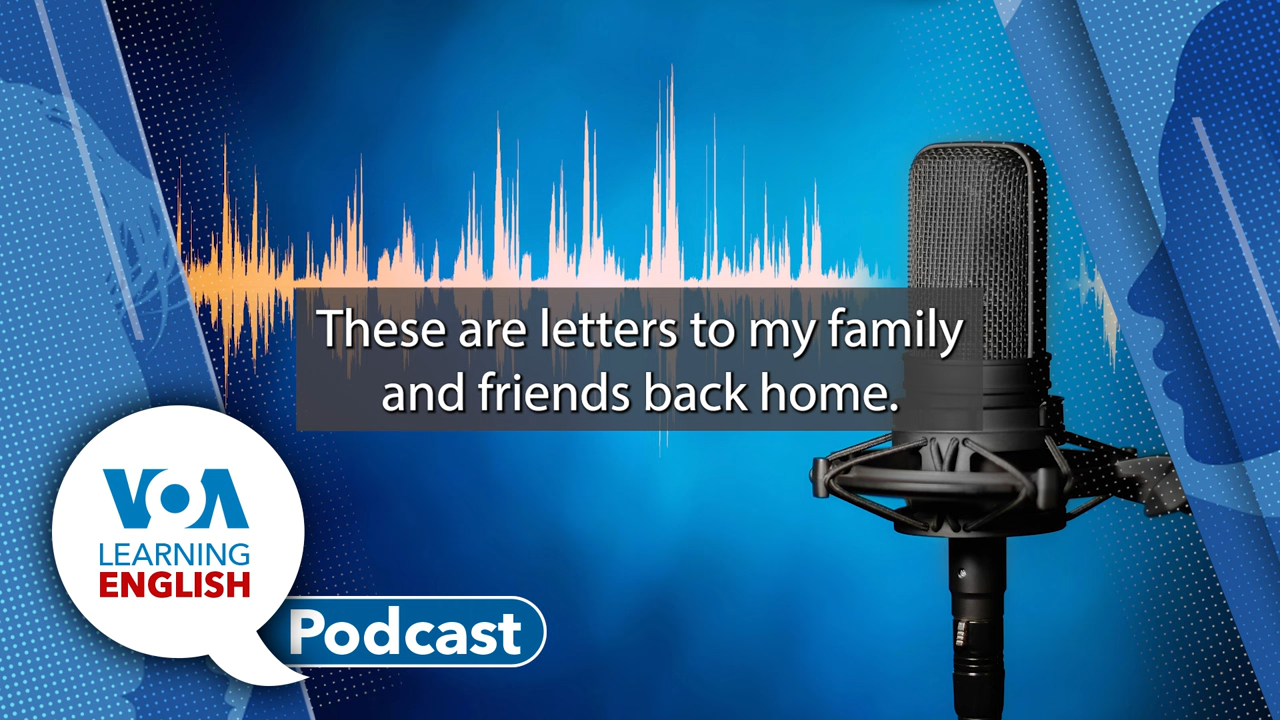 These are letters to my family
and friends back home.
VOA
LEARNING
ENGLISH
Podcast